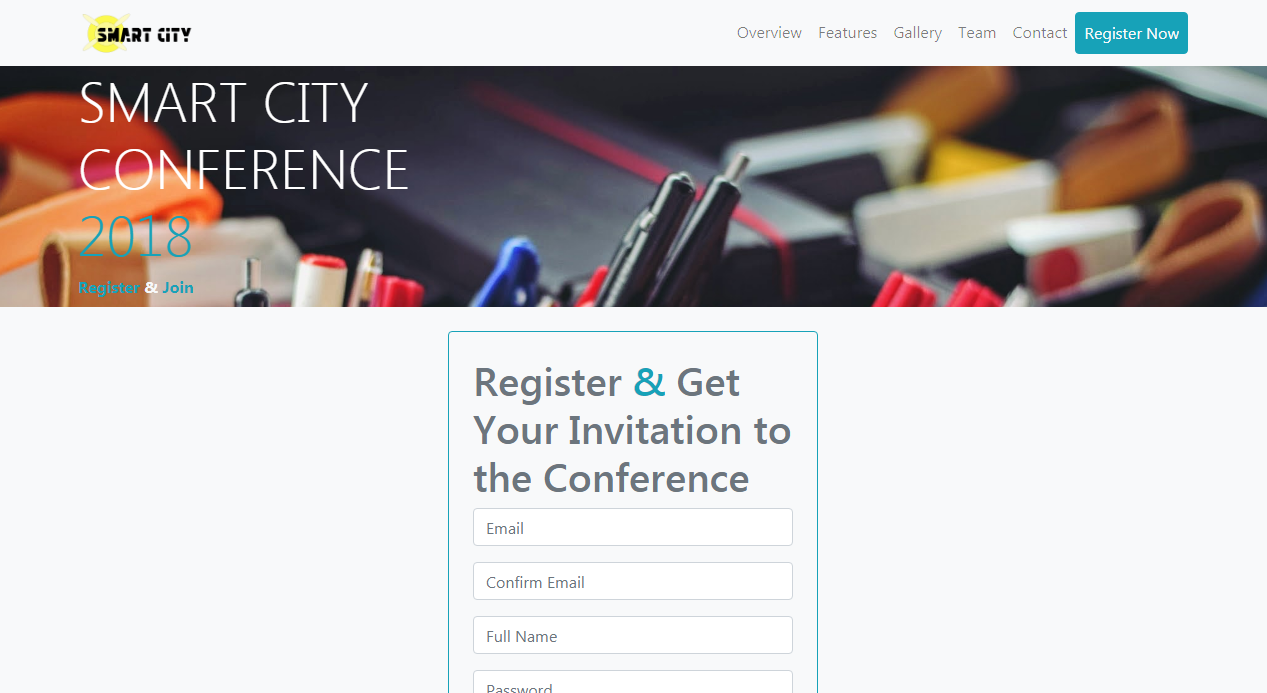 SMART CITY
Overview Features Gallery Team Contact Register Now
SMART CITY
CONFERENCE
2018
Register & Join
Register & Get
Your Invitation to
the Conference
Email
Confirm Email
Full Name
Password